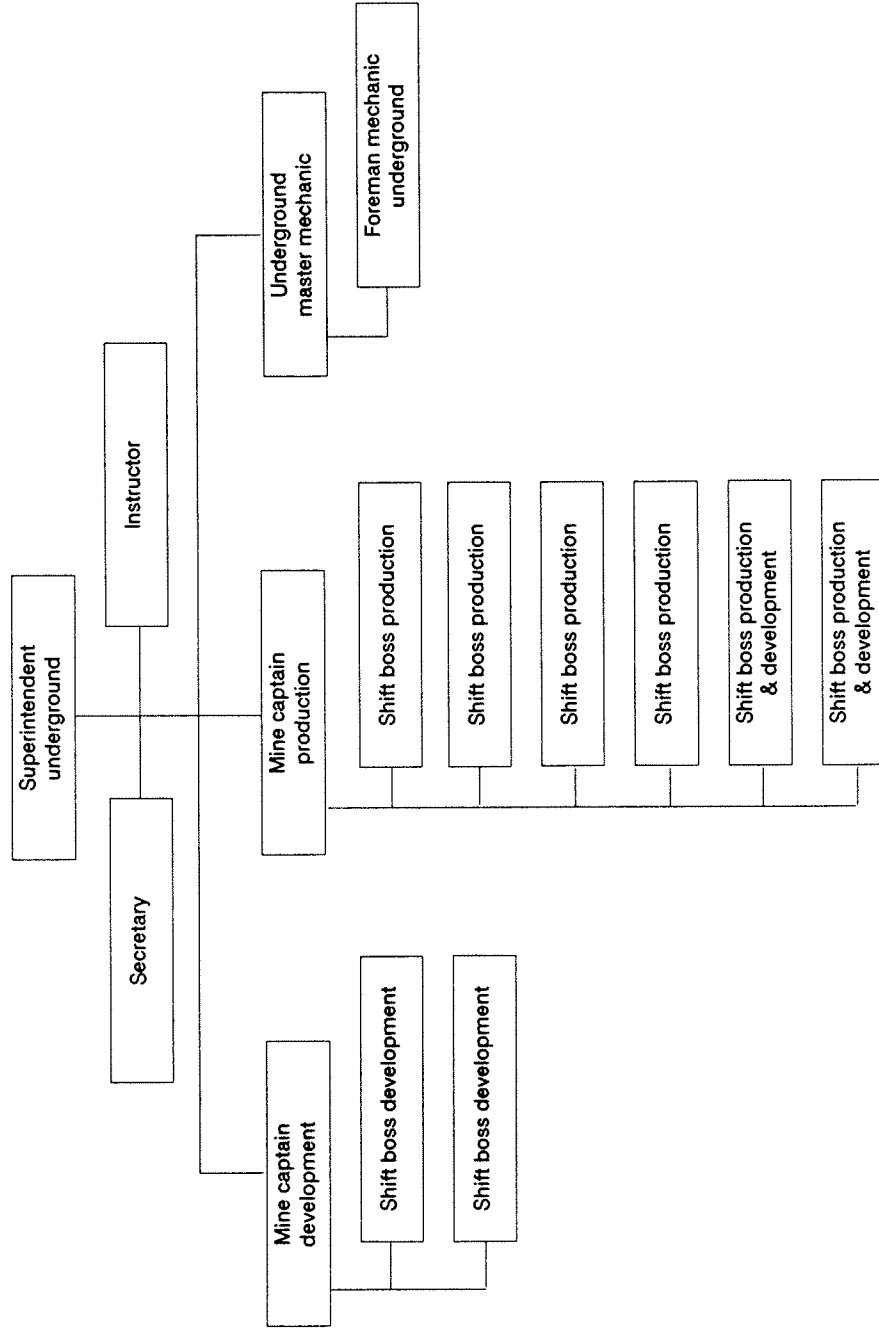 Superintendent
underground
Secretary
Instructor
Mine captain
development
Shift boss development
Shift boss development
Mine captain
production
Shift boss production
Shift boss production
Shift boss production
Shift boss production
Shift boss production
& development
Shift boss production
& development
Underground
master mechanic
Foreman mechanic
underground